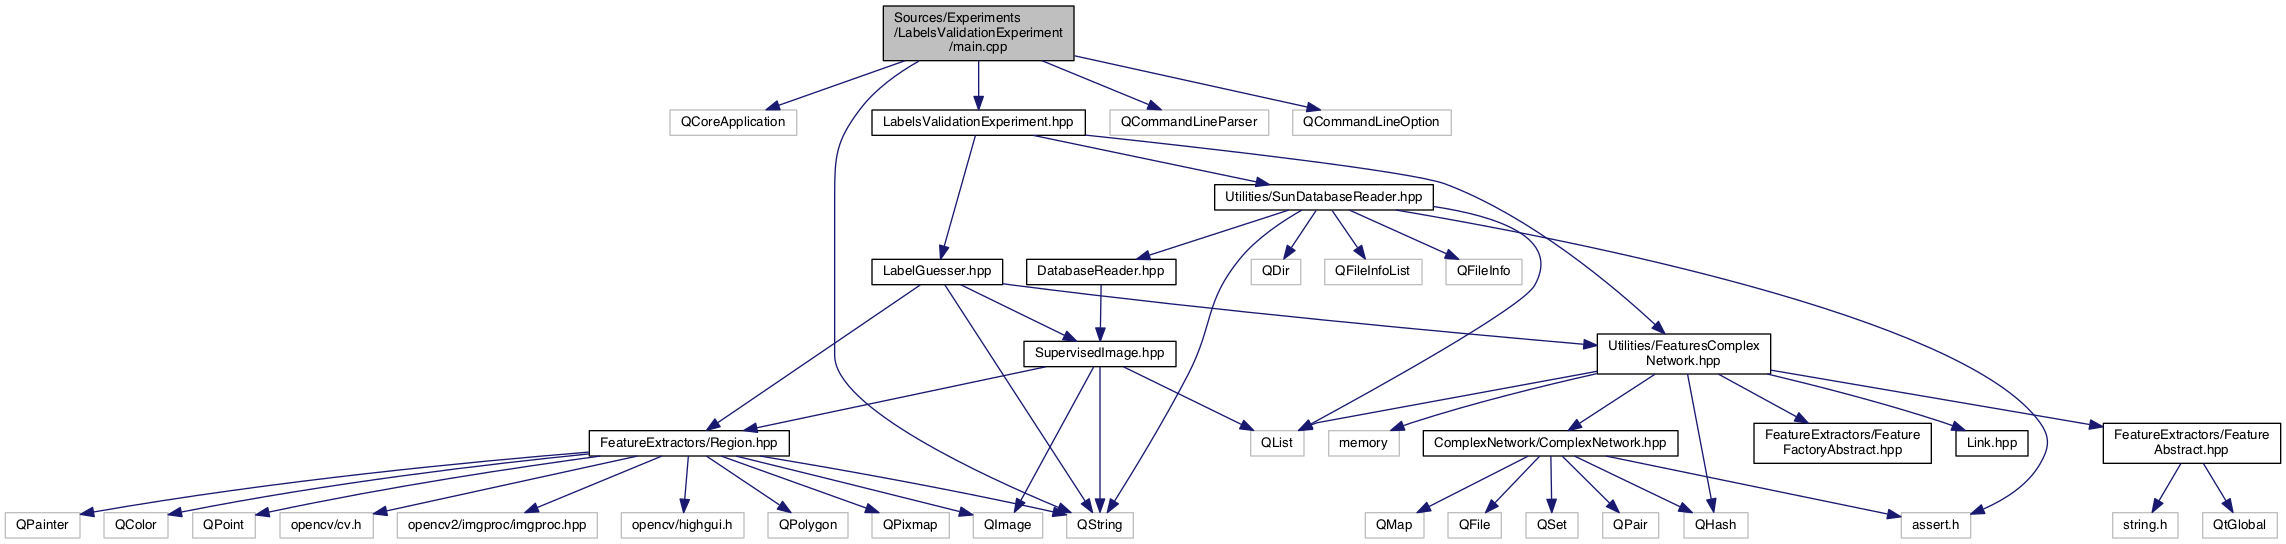 Sources/Experiments
/LabelsValidationExperiment
/main.cpp
QCoreApplication
LabelsValidationExperiment.hpp
QCommandLineParser
QCommandLineOption
Utilities/SunDatabaseReader.hpp
LabelGuesser.hpp
DatabaseReader.hpp
QDir
QFileInfoList
QFileInfo
SupervisedImage.hpp
Utilities/FeaturesComplex
Network.hpp
FeatureExtractors/Region.hpp
QList
memory
ComplexNetwork/ComplexNetwork.hpp
FeatureExtractors/Feature
FactoryAbstract.hpp
Link.hpp
FeatureExtractors/Feature
Abstract.hpp
QPainter
QColor
QPoint
opencv/cv.h
opencv2/imgproc/imgproc.hpp
opencv/highgui.h
QPolygon
QPixmap
QImage
QString
QMap
QFile
QSet
QPair
QHash
assert.h
string.h
QtGlobal